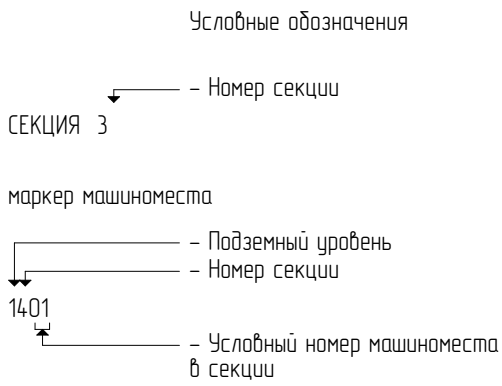 Условные обозначения
– Номер секции
СЕКЦИЯ 3
маркер машиноместа
– Подземный уровень
– Номер секции
1401
– Условный номер машиноместа
в секции